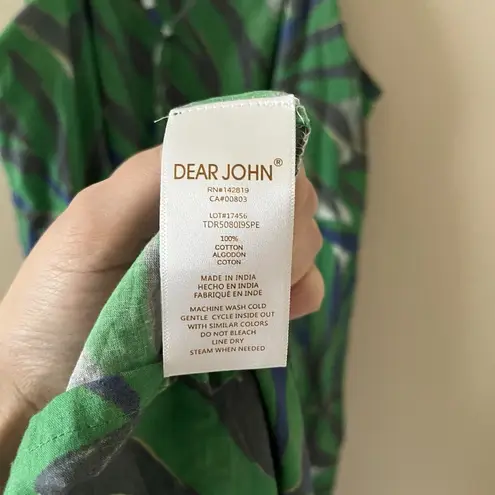 DEAR JOHN®
RN#142819
CA#00803
LOT#17456
TDR5080I9SPE
100%
COTTON
ALGODON
COTON
MADE IN INDIA
HECHO EN INDIA
FABRIQUÉ EN INDE
MACHINE WASH COLD
GENTLE CYCLE INSIDE OUT
WITH SIMILAR COLORS
DO NOT BLEACH
LINE DRY
STEAM WHEN NEEDED